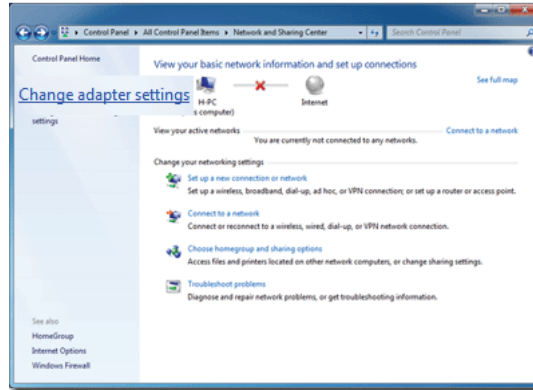 Control Panel ▸ All Control Panel Items ▸ Network and Sharing Center
Search Control Panel
Control Panel Home
Change adapter settings
settings
View your basic network information and set up connections
See full map
H-PC
s computer)
Internet
View your active networks
Connect to a network
You are currently not connected to any networks.
Change your networking settings
Set up a new connection or network
Set up a wireless, broadband, dial-up, ad hoc, or VPN connection; or set up a router or access point.
Connect to a network
Connect or reconnect to a wireless, wired, dial-up, or VPN network connection.
Choose homegroup and sharing options
Access files and printers located on other network computers, or change sharing settings.
Troubleshoot problems
Diagnose and repair network problems, or get troubleshooting information.
See also
HomeGroup
Internet Options
Windows Firewall